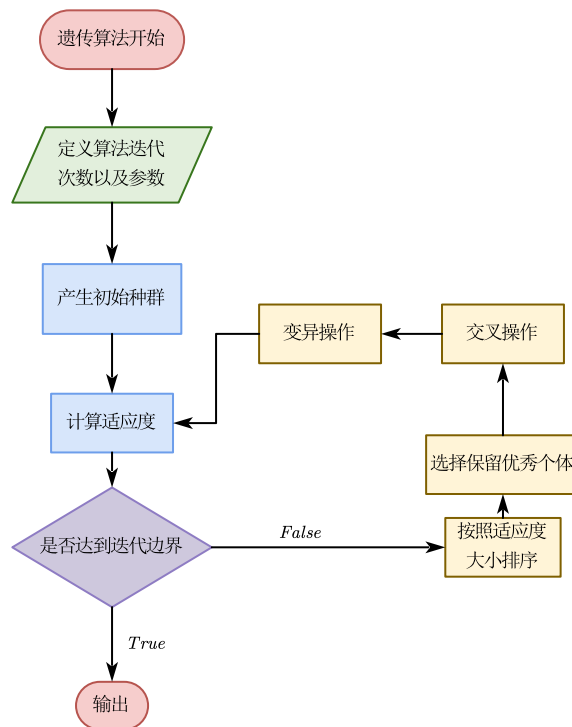 遗传算法开始
定义算法迭代
次数以及参数
产生初始种群
变异操作
交叉操作
计算适应度
选择保留优秀个体
是否达到迭代边界
False
按照适应度
大小排序
True
输出